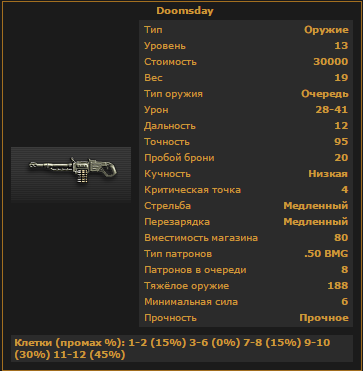 Doomsday
Тип Оружие
Уровень 13
Стоимость 30000
Вес 19
Тип оружия Очередь
Урон 28-41
Дальность 12
Точность 95
Пробой брони 20
Кучность Низкая
Критическая точка 4
Стрельба Медленный
Перезарядка Медленный
Вместимость магазина 80
Тип патронов .50 BMG
Патронов в очереди 8
Тяжёлое оружие 188
Минимальная сила 6
Прочность Прочное
Клетки (промах %): 1-2 (15%) 3-6 (0%) 7-8 (15%) 9-10
(30%) 11-12 (45%)